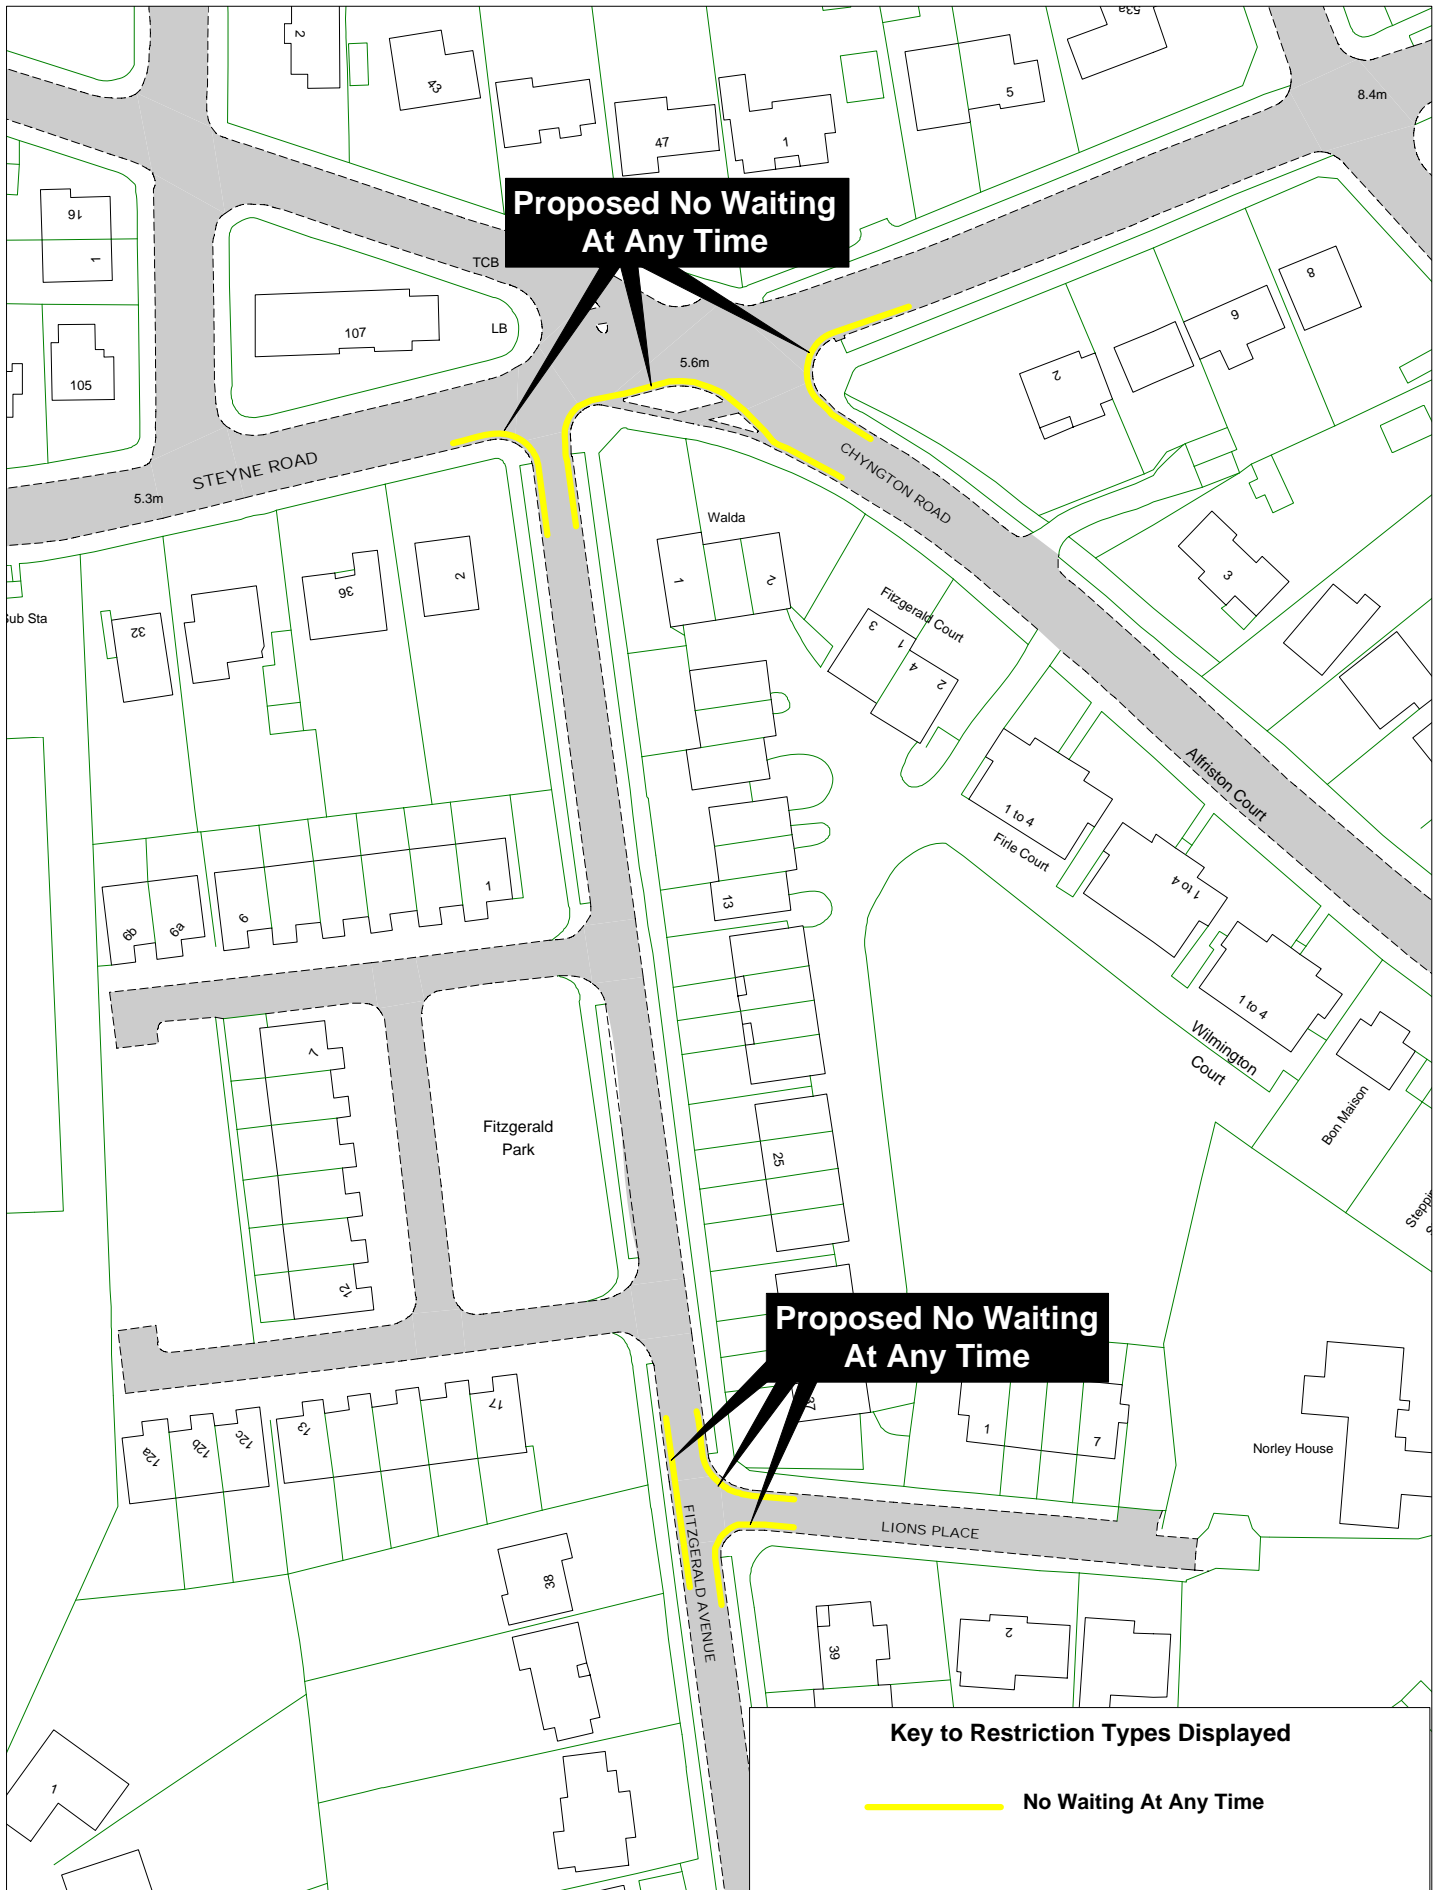 2
43
47
1
5
53a
8.4m
16
1
Proposed No Waiting
At Any Time
TCB
107
LB
105
5.6m
8
6
2
STEYNE ROAD
5.3m
CHYNGTON ROAD
Walda
1
2
3
Sub Sta
32
36
2
Fitzgerald Court
3
1
4
2
Alfriston Court
1 to 4
Firle Court
1 to 4
1 to 4
Wilmington
Court
Bon Maison
6b
6a
6
1
13
7
12
Fitzgerald
Park
25
Proposed No Waiting
At Any Time
37
1
7
Norley House
12a
12b
12c
13
17
LIONS PLACE
FITZGERALD AVENUE
38
39
2
1
Key to Restriction Types Displayed
No Waiting At Any Time